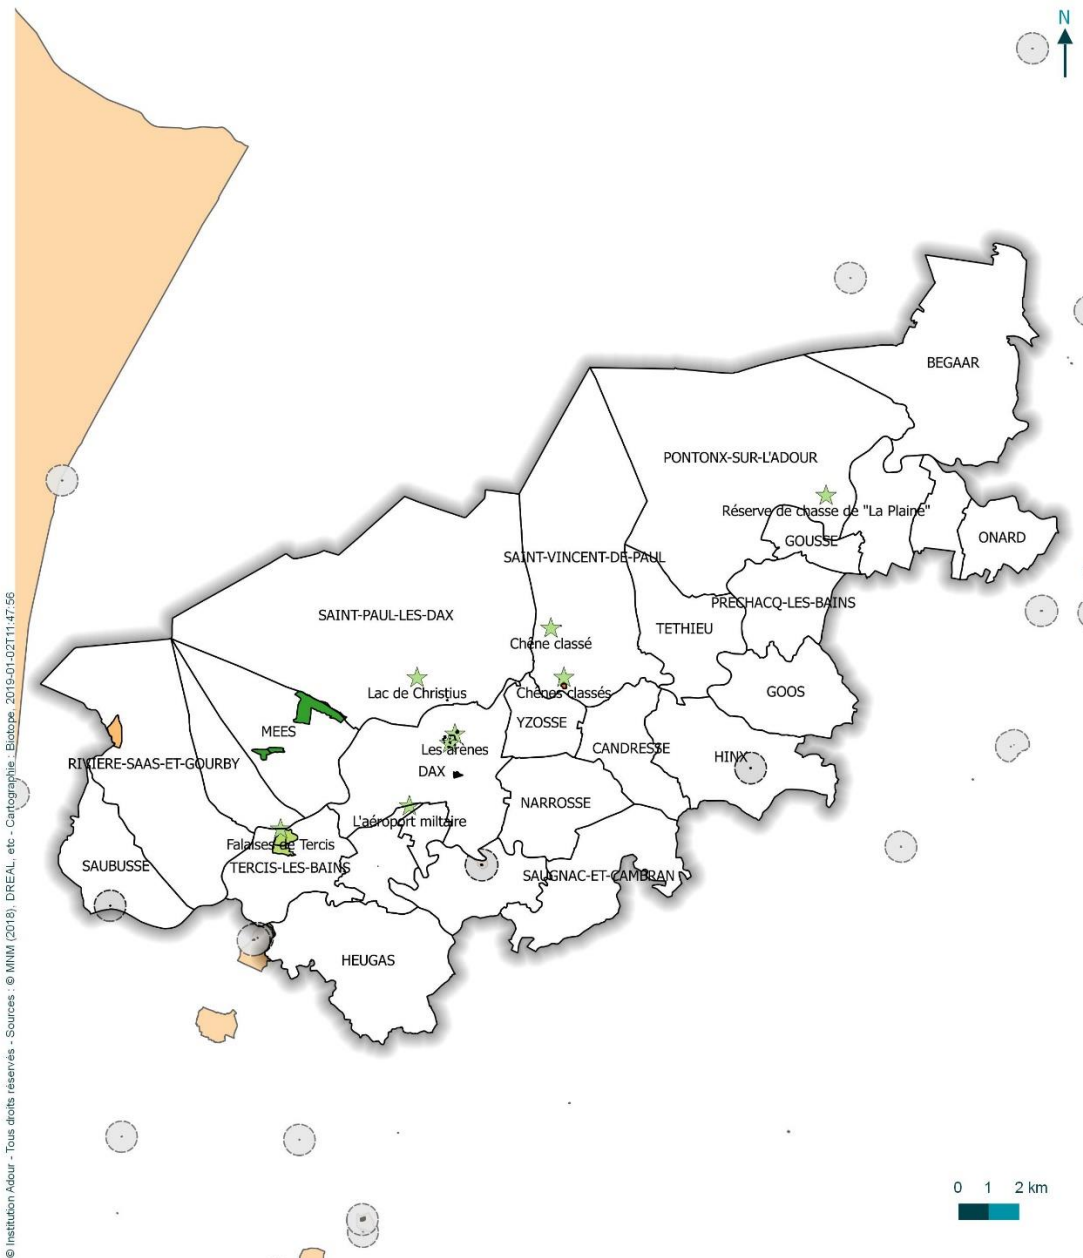 N
BEGAAR
PONTONX-SUR-L'ADOUR
Réserve de chasse de "La Plaine"
GOUSSE
ONARD
SAINT-VINCENT-DE-PAUL
PRECHACQ-LES-BAINS
SAINT-PAUL-LES-DAX
TETHIEU
Chêne classé
Lac de Christius
Chênes classés
GOOS
YZOSSE
MEES
Les arènes
CANDRESSE
HINX
RIVIERE-SAAS-ET-GOURBY
DAX
NARROSSE
L'aéroport miltaire
Falaises de Tercis
SAUBUSSE
TERCIS-LES-BAINS
SAUGNAC-ET-CAMBRAN
HEUGAS
0 1 2 km
© Institution Adour - Tous droits réservés - Sources : © MNM (2018), DREAL, etc - Cartographie : Biotope, 2019-01-02T11:47:56